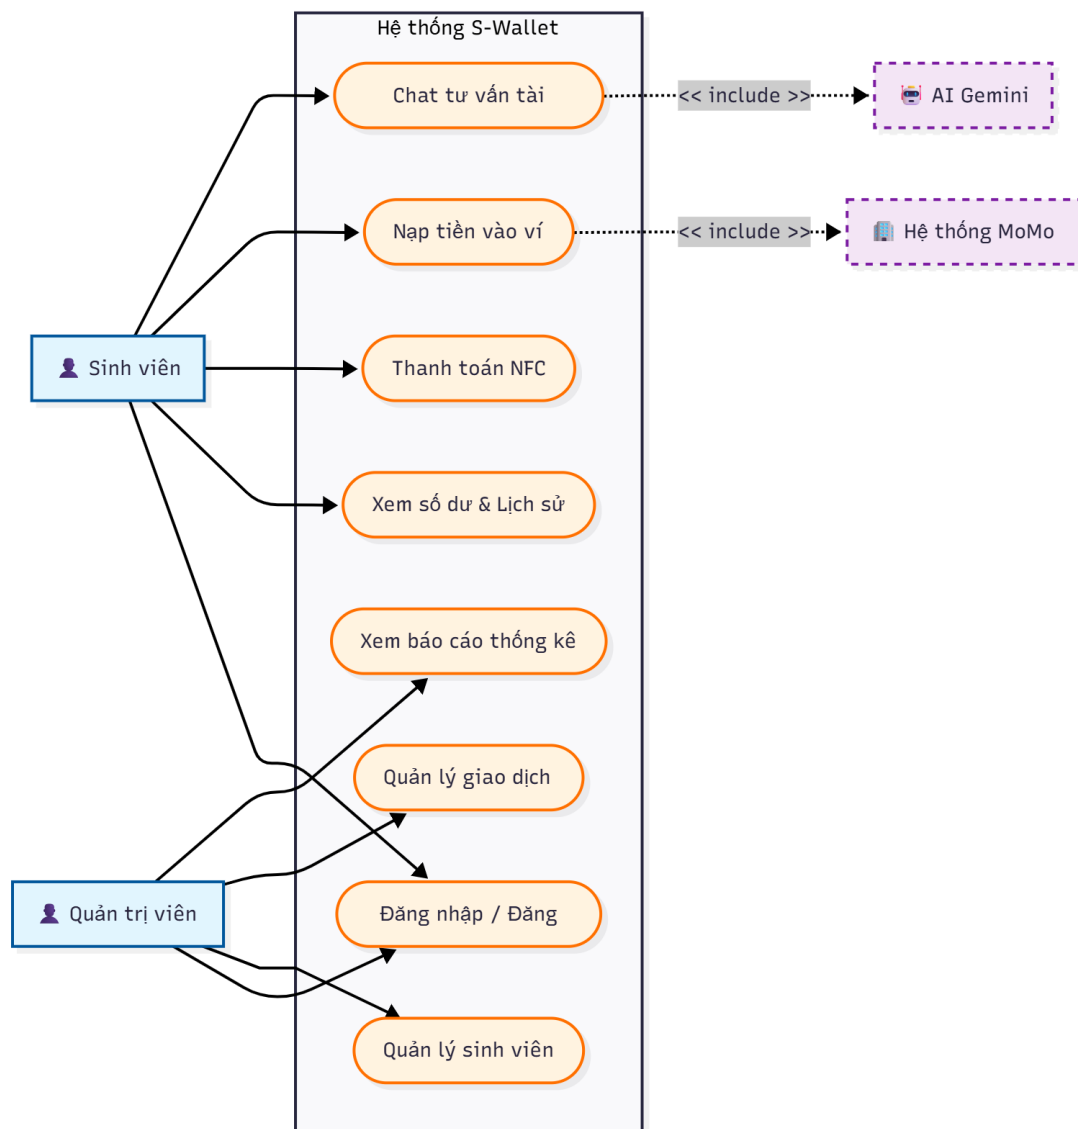 Hệ thống S-Wallet
Chat tư vấn tài
<< include >>
AI Gemini
Nạp tiền vào ví
<< include >>
Hệ thống MoMo
Sinh viên
Thanh toán NFC
Xem số dư & Lịch sử
Xem báo cáo thống kê
Quản lý giao dịch
Quản trị viên
Đăng nhập / Đăng
Quản lý sinh viên